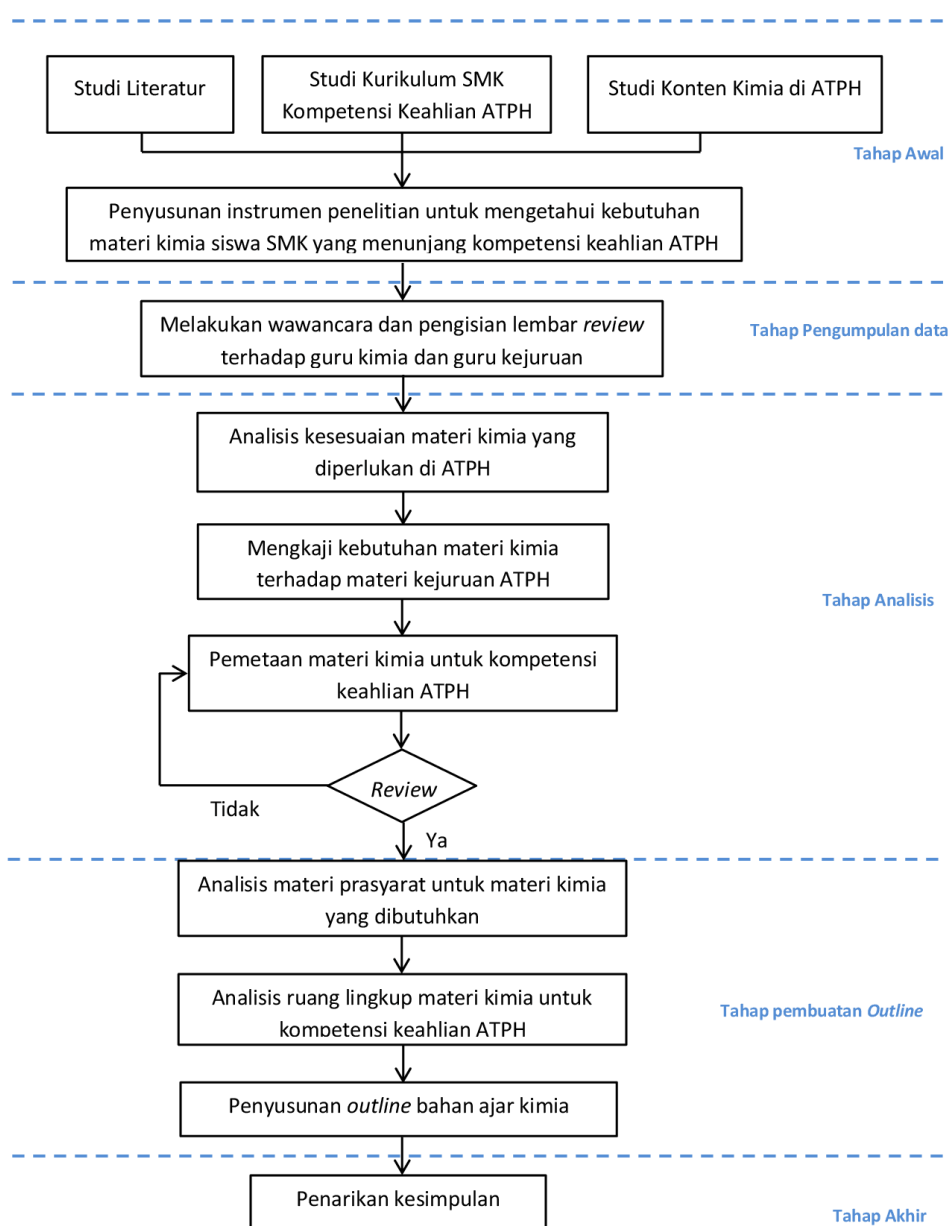 Studi Literatur
Studi Kurikulum SMK
Kompetensi Keahlian ATPH
Studi Konten Kimia di ATPH
Tahap Awal
Penyusunan instrumen penelitian untuk mengetahui kebutuhan
materi kimia siswa SMK yang menunjang kompetensi keahlian ATPH
Melakukan wawancara dan pengisian lembar review
terhadap guru kimia dan guru kejuruan
Tahap Pengumpulan data
Analisis kesesuaian materi kimia yang
diperlukan di ATPH
Mengkaji kebutuhan materi kimia
terhadap materi kejuruan ATPH
Tahap Analisis
Pemetaan materi kimia untuk kompetensi
keahlian ATPH
Review
Tidak
Ya
Analisis materi prasyarat untuk materi kimia
yang dibutuhkan
Analisis ruang lingkup materi kimia untuk
kompetensi keahlian ATPH
Tahap pembuatan Outline
Penyusunan outline bahan ajar kimia
Penarikan kesimpulan
Tahap Akhir